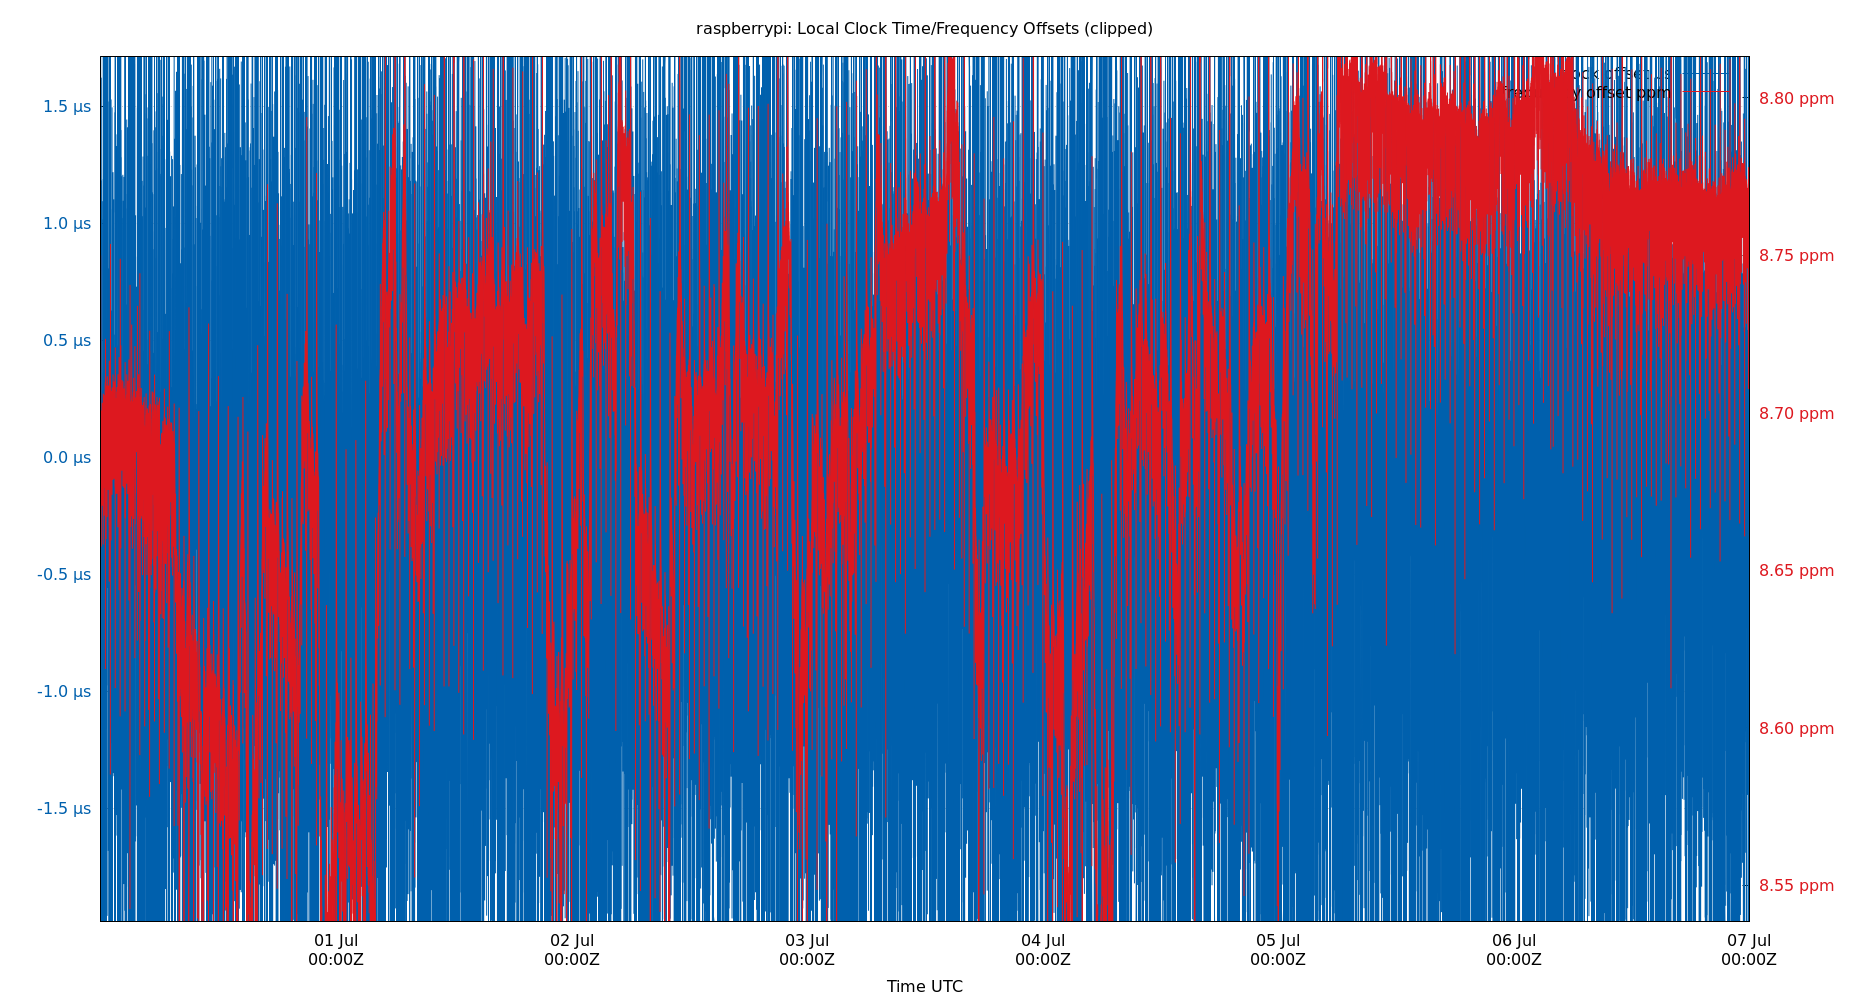 raspberrypi: Local Clock Time/Frequency Offsets (clipped)
1.5 µs
1.0 µs
0.5 µs
0.0 µs
-0.5 µs
-1.0 µs
-1.5 µs
offset
offset ppm
8.80 ppm
8.75 ppm
8.70 ppm
8.65 ppm
8.60 ppm
8.55 ppm
01 Jul
00:00Z
02 Jul
00:00Z
03 Jul
00:00Z
04 Jul
00:00Z
05 Jul
00:00Z
06 Jul
00:00Z
07 Jul
00:00Z
Time UTC